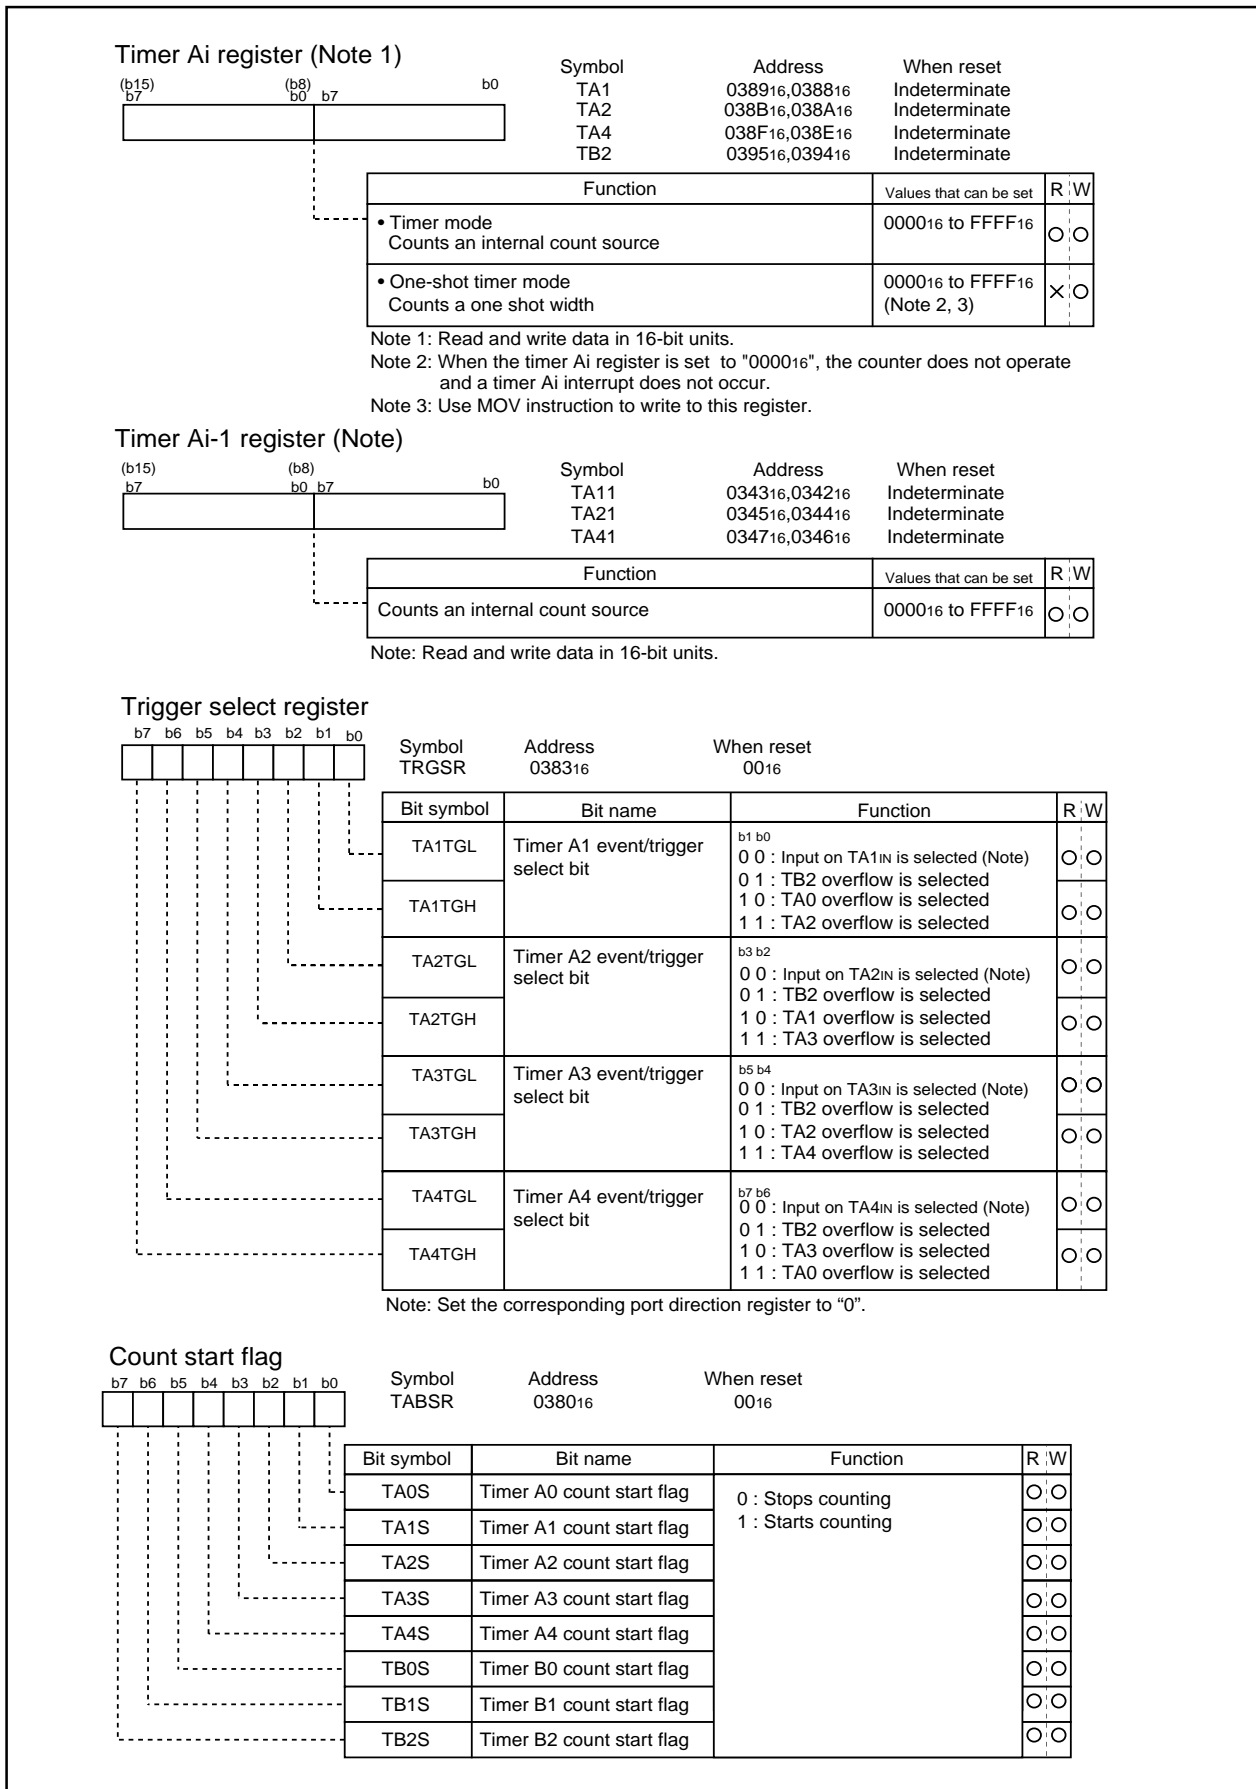 Timer Ai register (Note 1)
(b15) (b8)
b7 b0 b7 b0
Symbol Address When reset
TA1 038916,038816 Indeterminate
TA2 038B16,038A16 Indeterminate
TA4 038F16,038E16 Indeterminate
TB2 039516,039416 Indeterminate
Function Values that can be set R W
• Timer mode 000016 to FFFF16
Counts an internal count source
• One-shot timer mode 000016 to FFFF16
Counts a one shot width (Note 2, 3)
Note 1: Read and write data in 16-bit units.
Note 2: When the timer Ai register is set to "000016", the counter does not operate
and a timer Ai interrupt does not occur.
Note 3: Use MOV instruction to write to this register.
Timer Ai-1 register (Note)
(b15) (b8)
b7 b0 b7 b0
Symbol Address When reset
TA11 034316,034216 Indeterminate
TA21 034516,034416 Indeterminate
TA41 034716,034616 Indeterminate
Function Values that can be set R W
Counts an internal count source 000016 to FFFF16
Note: Read and write data in 16-bit units.
Trigger select register
b7 b6 b5 b4 b3 b2 b1 b0
Symbol Address When reset
TRGSR 038316 0016
Bit symbol Bit name Function R W
TA1TGL
TA1TGH
Timer A1 event/trigger
select bit
b1 b0
0 0 : Input on TA1IN is selected (Note)
0 1 : TB2 overflow is selected
1 0 : TA0 overflow is selected
1 1 : TA2 overflow is selected
TA2TGL
TA2TGH
Timer A2 event/trigger
select bit
b3 b2
0 0 : Input on TA2IN is selected (Note)
0 1 : TB2 overflow is selected
1 0 : TA1 overflow is selected
1 1 : TA3 overflow is selected
TA3TGL
TA3TGH
Timer A3 event/trigger
select bit
b5 b4
0 0 : Input on TA3IN is selected (Note)
0 1 : TB2 overflow is selected
1 0 : TA2 overflow is selected
1 1 : TA4 overflow is selected
TA4TGL
TA4TGH
Timer A4 event/trigger
select bit
b7 b6
0 0 : Input on TA4IN is selected (Note)
0 1 : TB2 overflow is selected
1 0 : TA3 overflow is selected
1 1 : TA0 overflow is selected
Note: Set the corresponding port direction register to “0”.
Count start flag
b7 b6 b5 b4 b3 b2 b1 b0
Symbol Address When reset
TABSR 038016 0016
Bit symbol Bit name Function R W
TA0S Timer A0 count start flag 0 : Stops counting
TA1S Timer A1 count start flag 1 : Starts counting
TA2S Timer A2 count start flag
TA3S Timer A3 count start flag
TA4S Timer A4 count start flag
TB0S Timer B0 count start flag
TB1S Timer B1 count start flag
TB2S Timer B2 count start flag